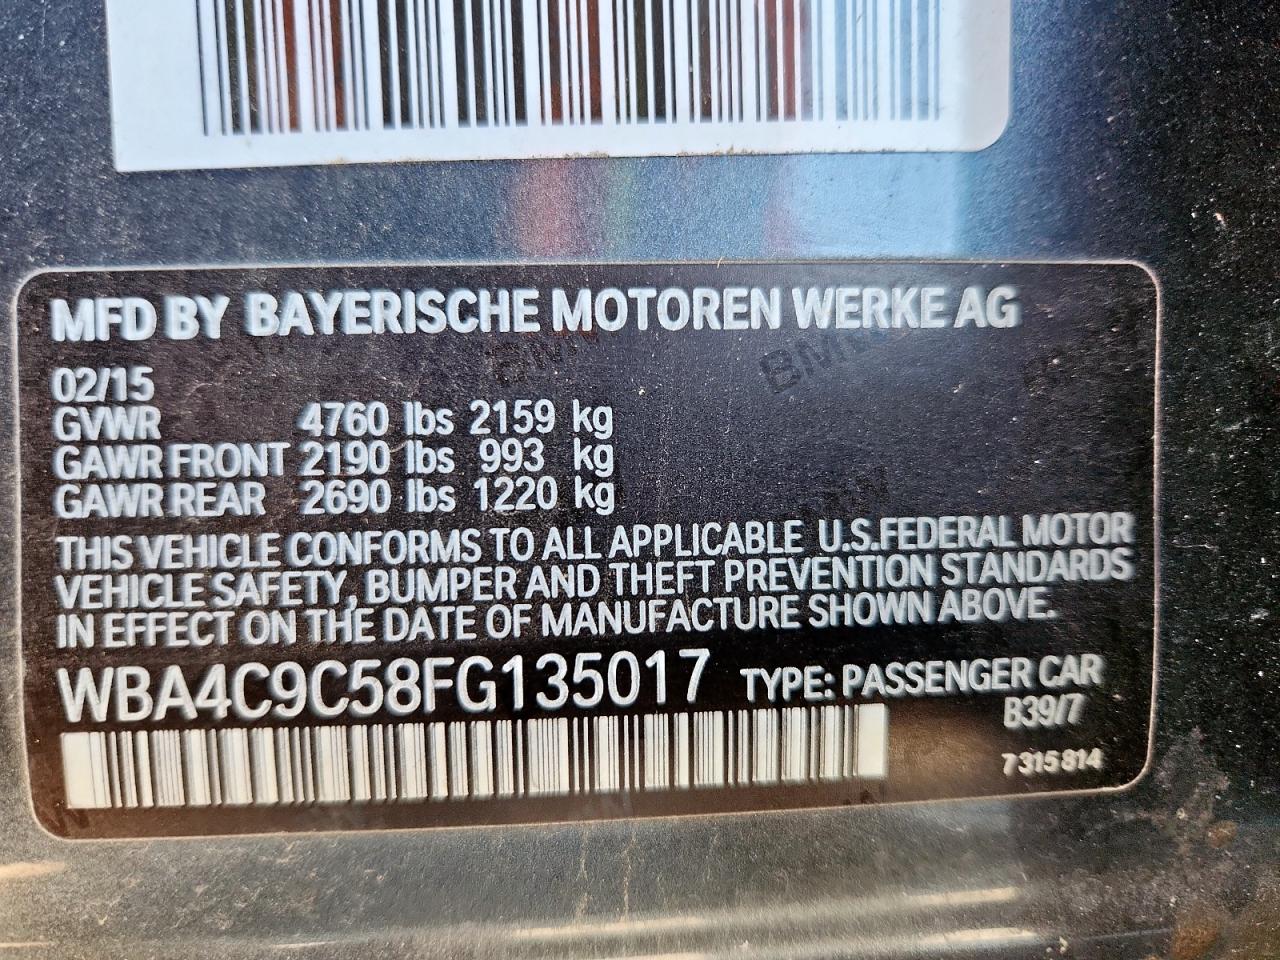 MFD BY BAYERISCHE MOTOREN WERKE AG
02/15
GVWR 4760 lbs 2159 kg
GAWR FRONT 2190 lbs 993 kg
GAWR REAR 2690 lbs 1220 kg
THIS VEHICLE CONFORMS TO ALL APPLICABLE U.S.FEDERAL MOTOR
VEHICLE SAFETY, BUMPER AND THEFT PREVENTION STANDARDS
IN EFFECT ON THE DATE OF MANUFACTURE SHOWN ABOVE.
WBA4C9C58FG135017 TYPE: PASSENGER CAR
B39/7
7315814